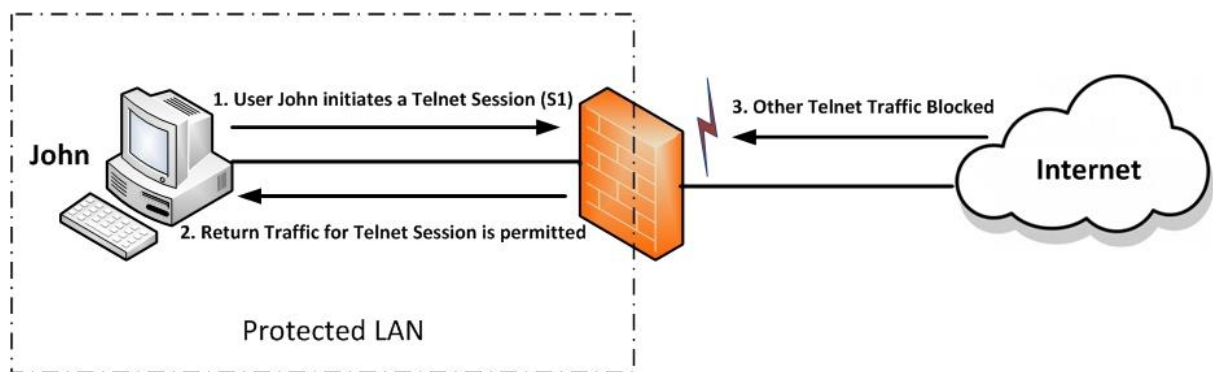 1. User John initiates a Telnet Session (S1)
3. Other Telnet Traffic Blocked
John
Internet
2. Return Traffic for Telnet Session is permitted
Protected LAN